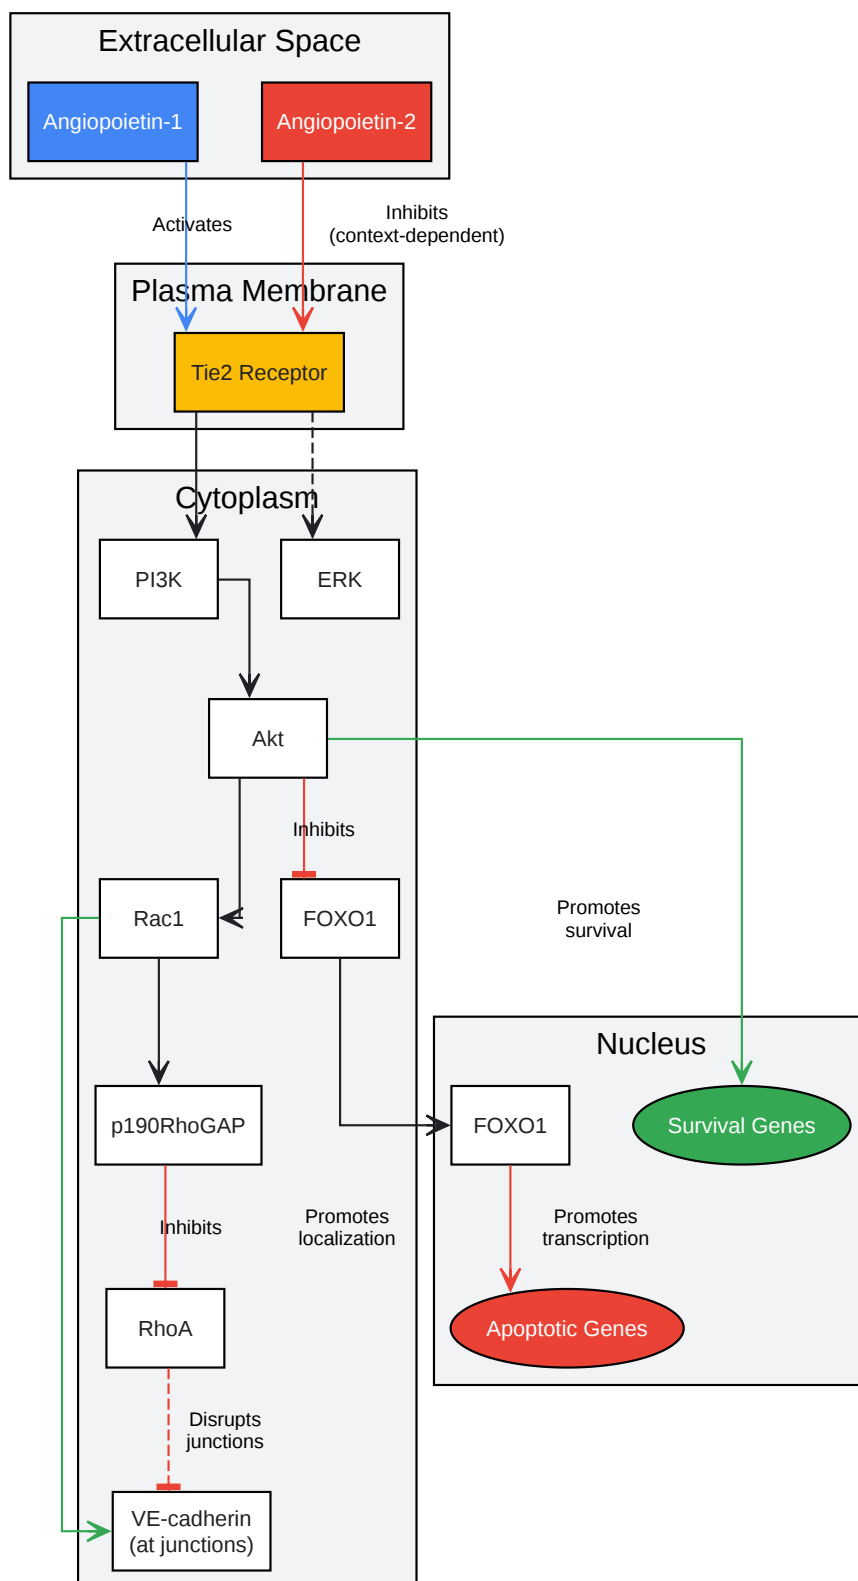 Extracellular Space
Angiopoietin-1
Angiopoietin-2
Activates
Inhibits
(context-dependent)
Plasma Membrane
Tie2 Receptor
Cytoplasm
PI3K
ERK
Akt
Inhibits
Rac1
FOXO1
Promotes
survival
Nucleus
p190RhoGAP
FOXO1
Survival Genes
Inhibits
Promotes
localization
Promotes
transcription
RhoA
Apoptotic Genes
Disrupts
junctions
VE-cadherin
(at junctions)